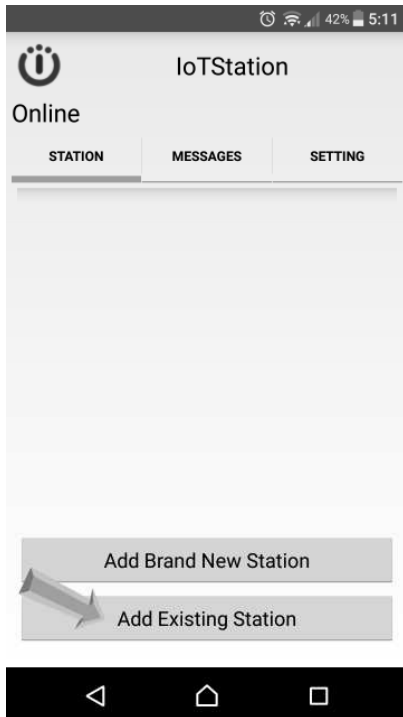 42% 5:11
IoTStation
Online
STATION MESSAGES SETTING
Add Brand New Station
Add Existing Station